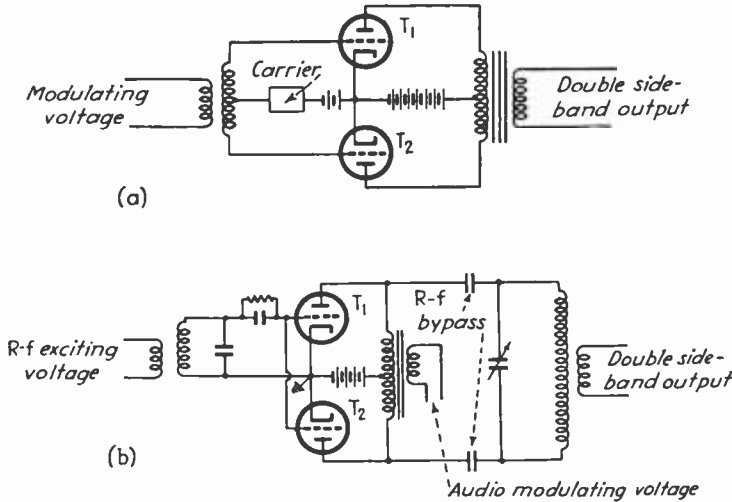 T1
Carrier
Modulating
voltage
Double side-
band output
T2
(a)
T1
R-f
bypass
R-f exciting
voltage
Double side-
band output
T2
(b)
Audio modulating voltage